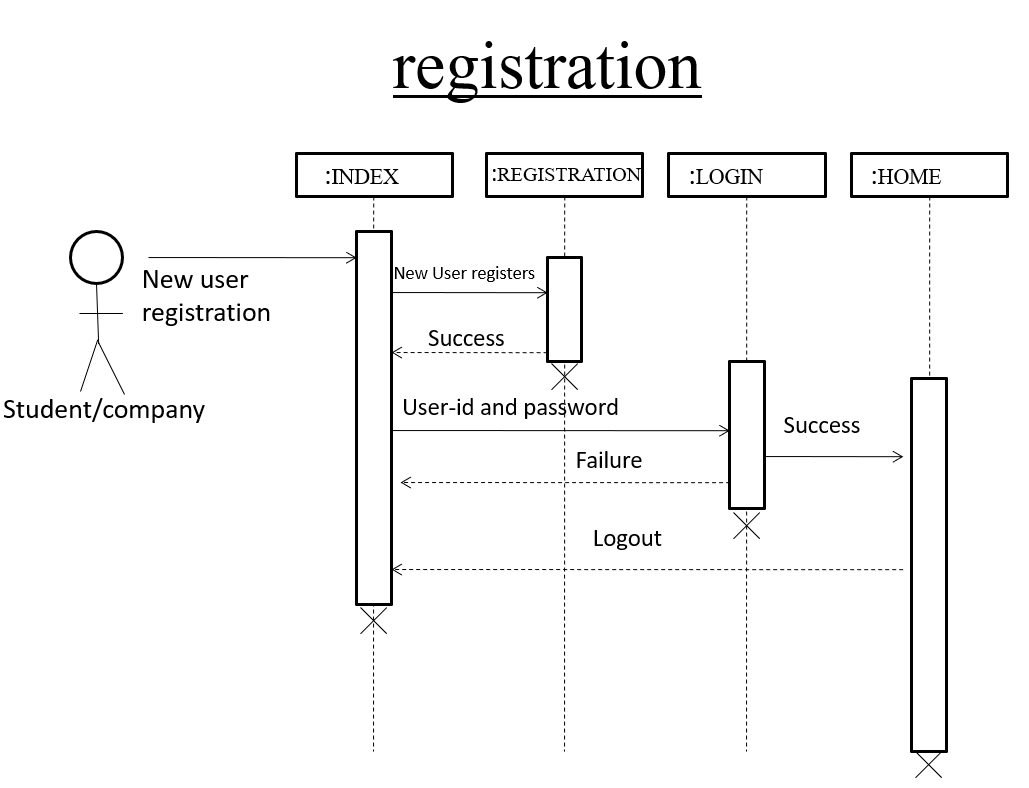 registration
:INDEX
:REGISTRATION
:LOGIN
:HOME
New user
registration
Student/company
New User registers
Success
User-id and password
Success
Failure
Logout